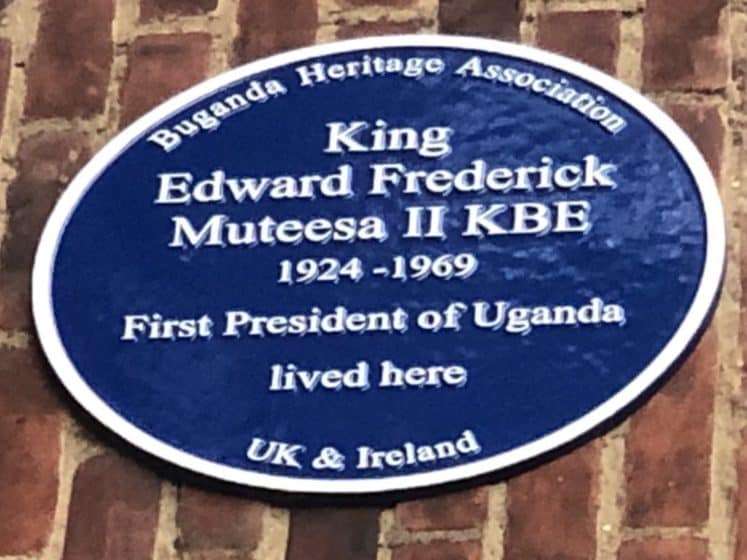 Buganda Heritage Association
King
Edward Frederick
Muteesa II KBE
1924 -1969
First President of Uganda
lived here
UK & Ireland